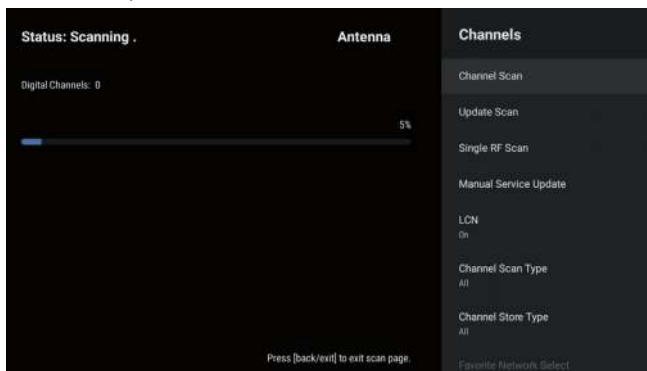 Status: Scanning .
Antenna
Digital Channels: 0
5%
Press [back/exit] to exit scan page.
Channels
Channel Scan
Update Scan
Single RF Scan
Manual Service Update
LCN
On
Channel Scan Type
All
Channel Store Type
All
Favorite Network Select